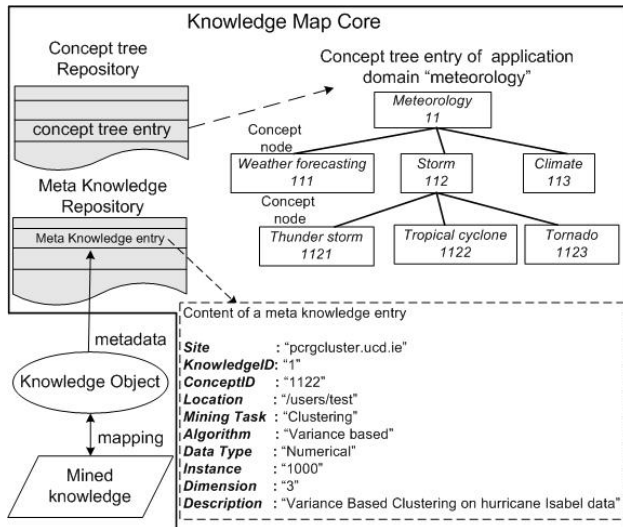 Knowledge Map Core
Concept tree
Repository
concept tree entry
Meta Knowledge
Repository
Meta Knowledge entry
Concept tree entry of application
domain “meteorology”
Meteorology
11
Concept
node
Weather forecasting
111
Storm
112
Climate
113
Concept
node
Thunder storm
1121
Tropical cyclone
1122
Tornado
1123
metadata
Knowledge Object
mapping
Mined
knowledge
Content of a meta knowledge entry
Site : “pcrgcluster.ucd.ie”
KnowledgeID: “1”
ConceptID : “1122”
Location : “/users/test”
Mining Task : “Clustering”
Algorithm : “Variance based”
Data Type : “Numerical”
Instance : “1000”
Dimension : “3”
Description : “Variance Based Clustering on hurricane Isabel data”